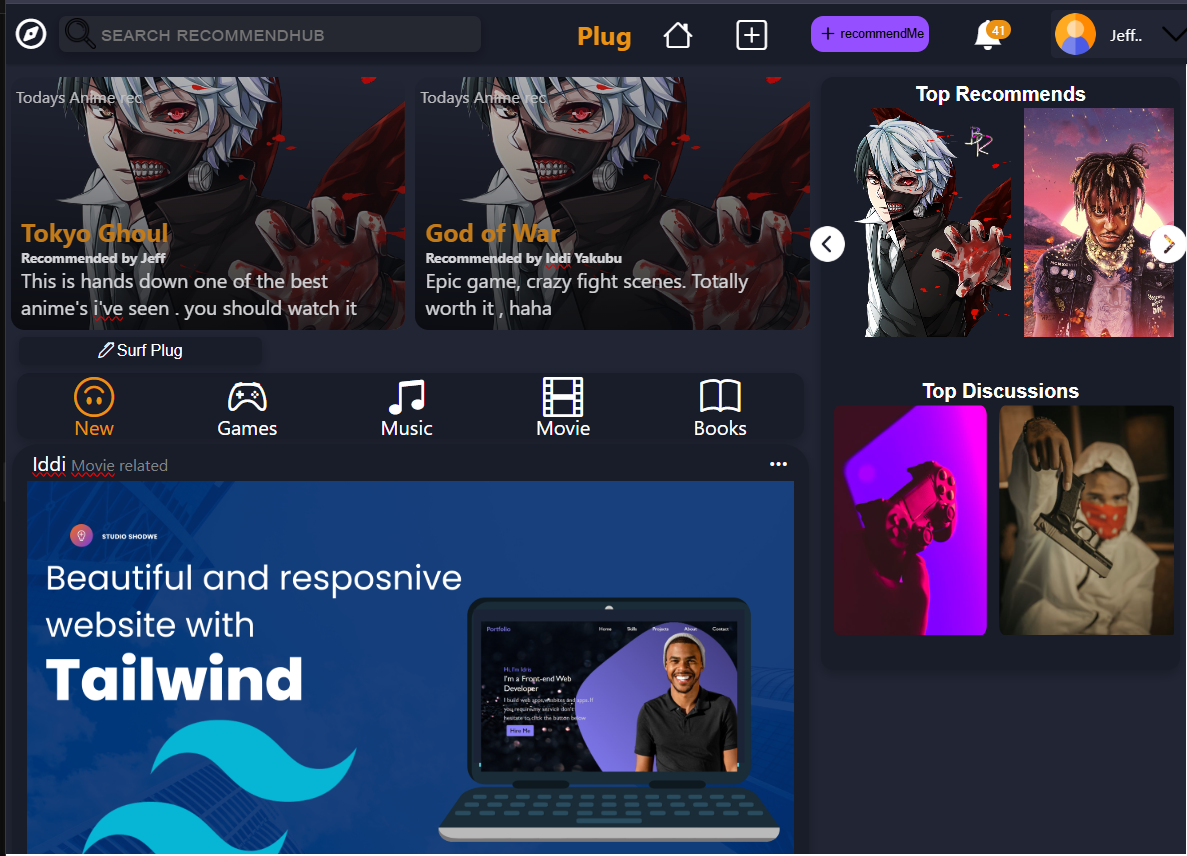 SEARCH RECOMMENDHUB
Plug
+ recommendMe
41
Jeff..
Todays Anime rec
Tokyo Ghoul
Recommended by Jeff
This is hands down one of the best
anime's i've seen . you should watch it
Todays Anime rec
God of War
Recommended by Iddi Yakubu
Epic game, crazy fight scenes. Totally
worth it , haha
Top Recommends
BK
Surf Plug
New
Games
Music
Movie
Books
Top Discussions
Iddi Movie related
STUDIO SHODWE
Beautiful and resposnive
website with
Tailwind
Portfolio
Home Skills Projects About Contact
Hi, I'm Idris
I'm a Front-end Web
Developer
I build web apps,websites and apps.If
you require my service don't
hesitate to click the button below
Hire Me